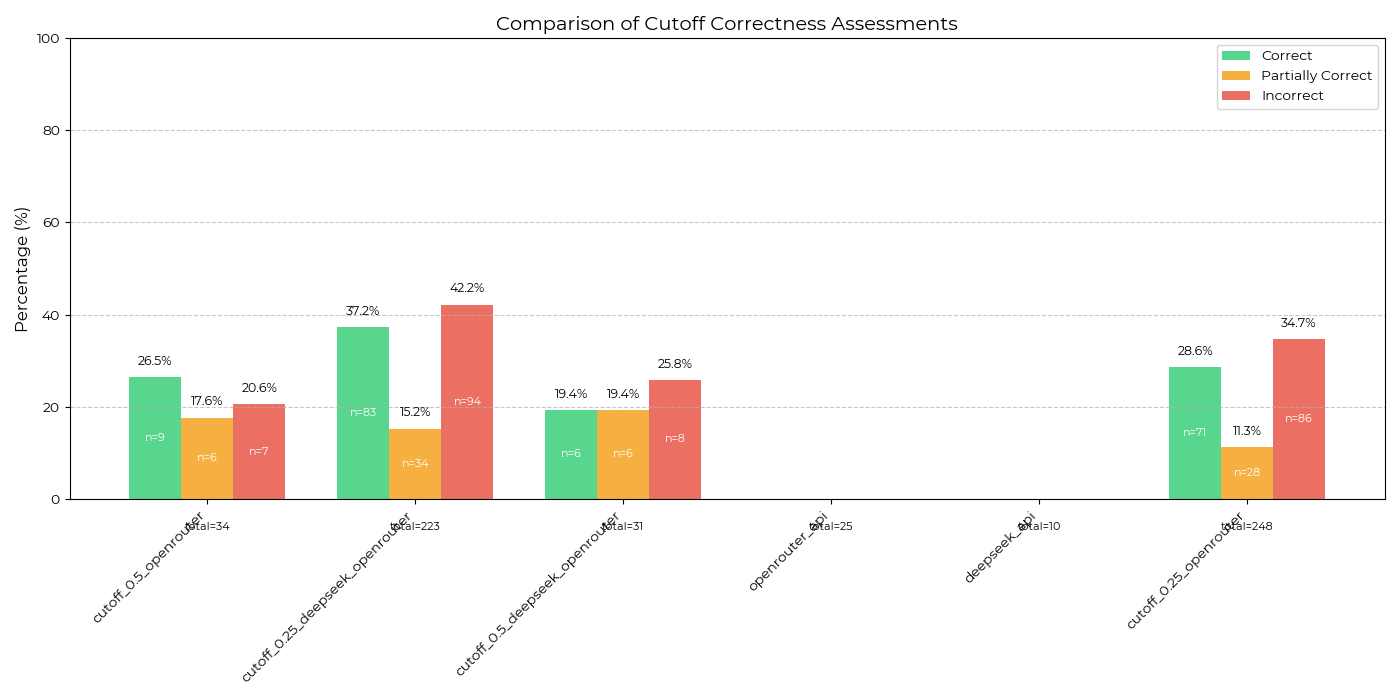 Comparison of Cutoff Correctness Assessments
Correct
Partially Correct
Incorrect
Percentage (%)
100
80
60
40
20
0
26.5%
17.6%
20.6%
37.2%
15.2%
42.2%
19.4%
19.4%
25.8%
28.6%
11.3%
34.7%
n=9
n=6
n=7
n=83
n=34
n=94
n=6
n=6
n=8
n=71
n=28
n=86
total=34
total=223
total=31
total=25
total=10
total=248
cutoff_0.5_openrouter
cutoff_0.25_deepseek_openrouter
cutoff_0.5_deepseek_openrouter
openrouter_api
deepseek_api
cutoff_0.25_openrouter